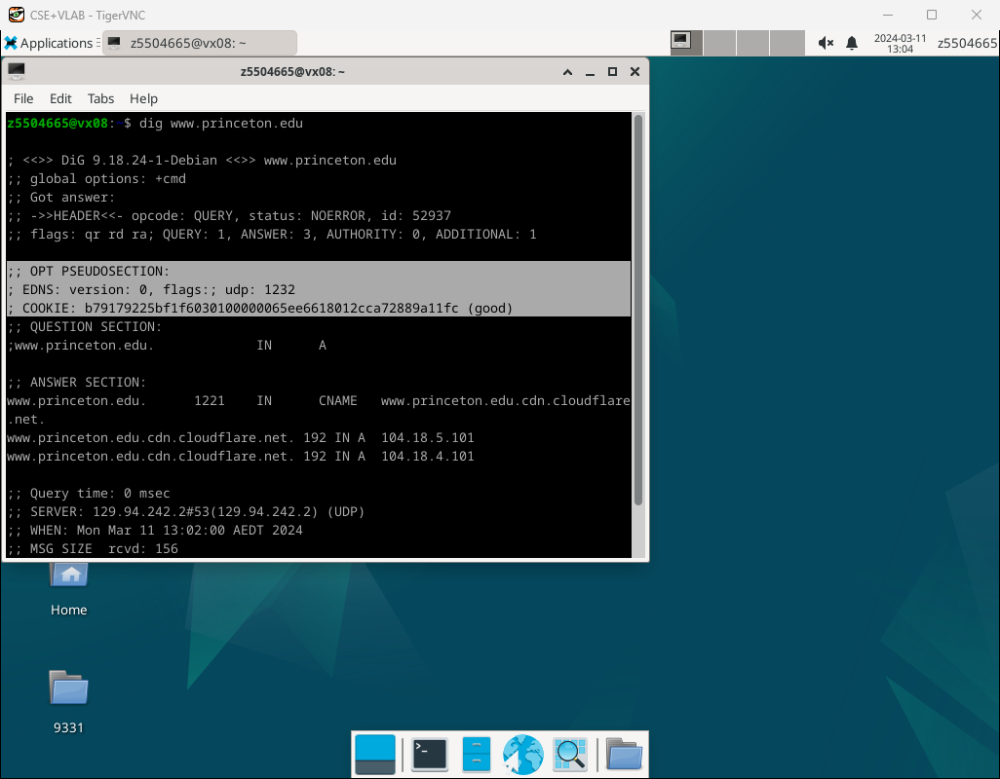 CSE+VLAB - TigerVNC
Applications
z5504665@vx08: ~
2024-03-11
13:04
z5504665
z5504665@vx08: ~
File Edit Tabs Help
z5504665@vx08:~$ dig www.princeton.edu
; <<>> DiG 9.18.24-1-Debian <<>> www.princeton.edu
;; global options: +cmd
;; Got answer:
;; ->>HEADER<<- opcode: QUERY, status: NOERROR, id: 52937
;; flags: qr rd ra; QUERY: 1, ANSWER: 3, AUTHORITY: 0, ADDITIONAL: 1
;; OPT PSEUDOSECTION:
; EDNS: version: 0, flags:; udp: 1232
; COOKIE: b79179225bf1f6030100000065ee6618012cca72889a11fc (good)
;; QUESTION SECTION:
;www.princeton.edu. IN A
;; ANSWER SECTION:
www.princeton.edu. 1221 IN CNAME www.princeton.edu.cdn.cloudflare
.net.
www.princeton.edu.cdn.cloudflare.net. 192 IN A 104.18.5.101
www.princeton.edu.cdn.cloudflare.net. 192 IN A 104.18.4.101
;; Query time: 0 msec
;; SERVER: 129.94.242.2#53(129.94.242.2) (UDP)
;; WHEN: Mon Mar 11 13:02:00 AEDT 2024
;; MSG SIZE rcvd: 156
Home
9331